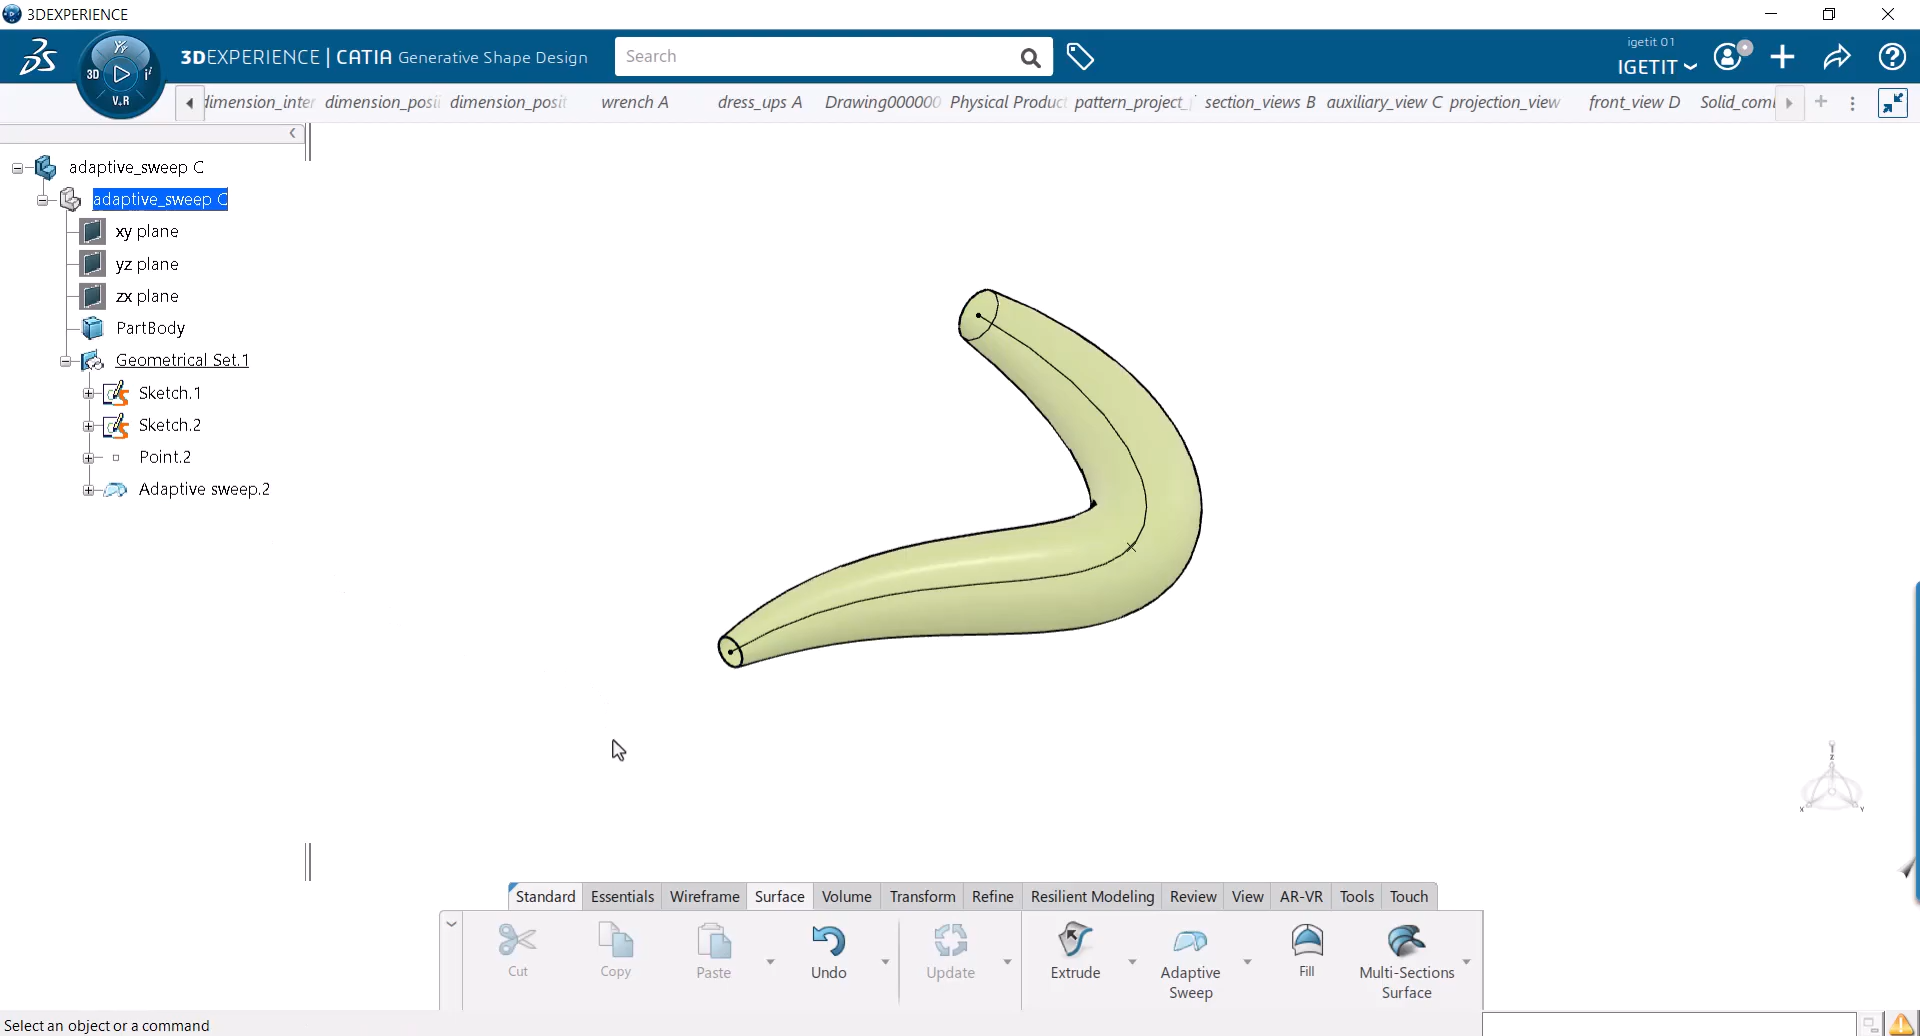 3DEXPERIENCE
3DEXPERIENCE | CATIA Generative Shape Design
Search
igetit 01
IGETIT
3D
V.R
dimension_inter
dimension_posi
dimension_posit
wrench A
dress_ups A
Drawing000000
Physical Produc
pattern_project_
section_views B
auxiliary_view C
projection_view
front_view D
Solid_com
adaptive_sweep C
adaptive_sweep C
xy plane
yz plane
zx plane
PartBody
Geometrical Set.1
Sketch.1
Sketch.2
Point.2
Adaptive sweep.2
z
x
y
Standard
Essentials
Wireframe
Surface
Volume
Transform
Refine
Resilient Modeling
Review
View
AR-VR
Tools
Touch
Cut
Copy
Paste
Undo
Update
Extrude
Adaptive
Sweep
Fill
Multi-Sections
Surface
Select an object or a command